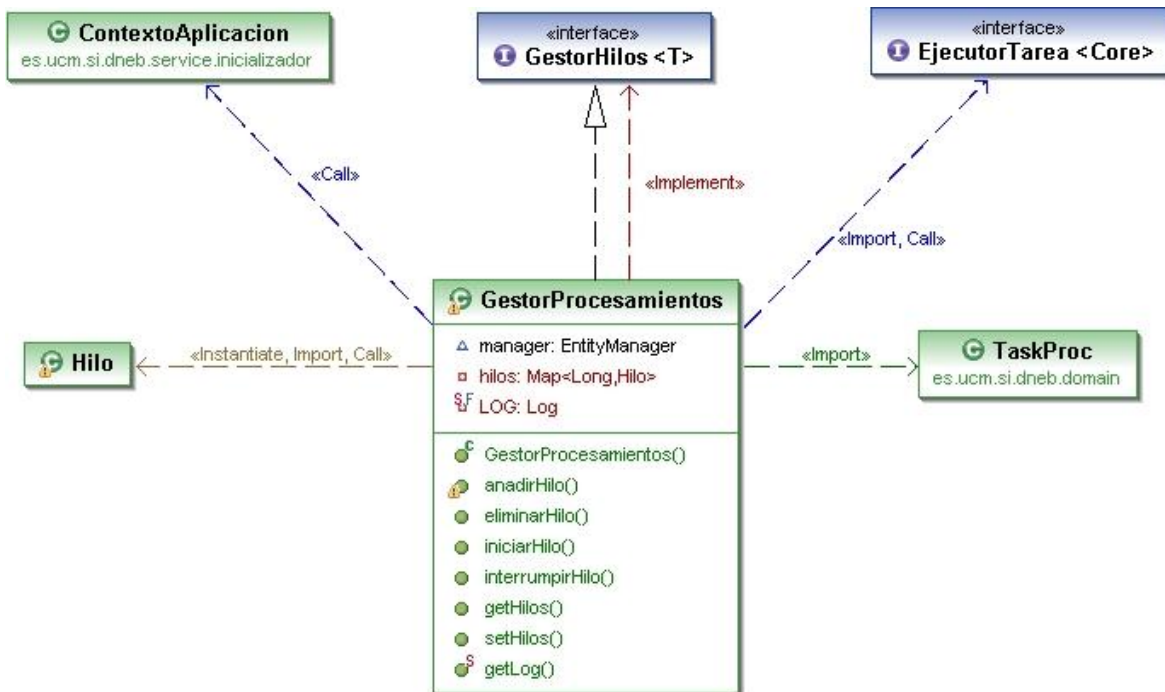 ContextoAplicacion
es.ucm.si.dneb.service.inicializador
«interface»
GestorHilos <T>
«interface»
EjecutorTarea <Core>
«Call»
«Implement»
«Import, Call»
GestorProcesamientos
manager: EntityManager
hilos: Map<Long,Hilo>
LOG: Log
Hilo
«Instantiate, Import, Call»
«Import»
TaskProc
es.ucm.si.dneb.domain
GestorProcesamientos()
anadirHilo()
eliminarHilo()
iniciarHilo()
interrumpirHilo()
getHilos()
setHilos()
getLog()